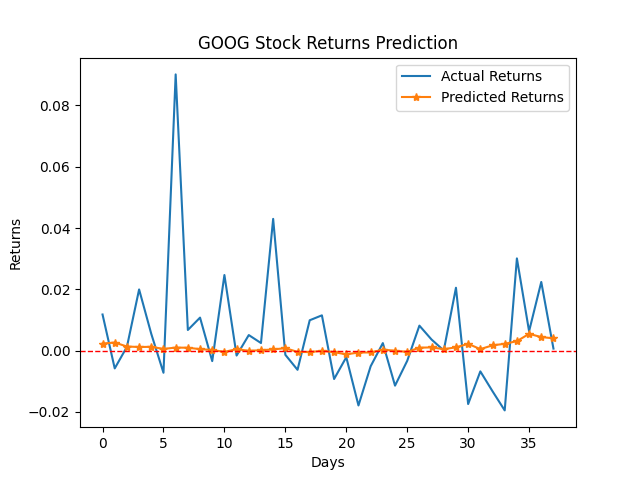 GOOG Stock Returns Prediction
Actual Returns
Predicted Returns
0.08
0.06
0.04
0.02
0.00
−0.02
Returns
0 5 10 15 20 25 30 35
Days